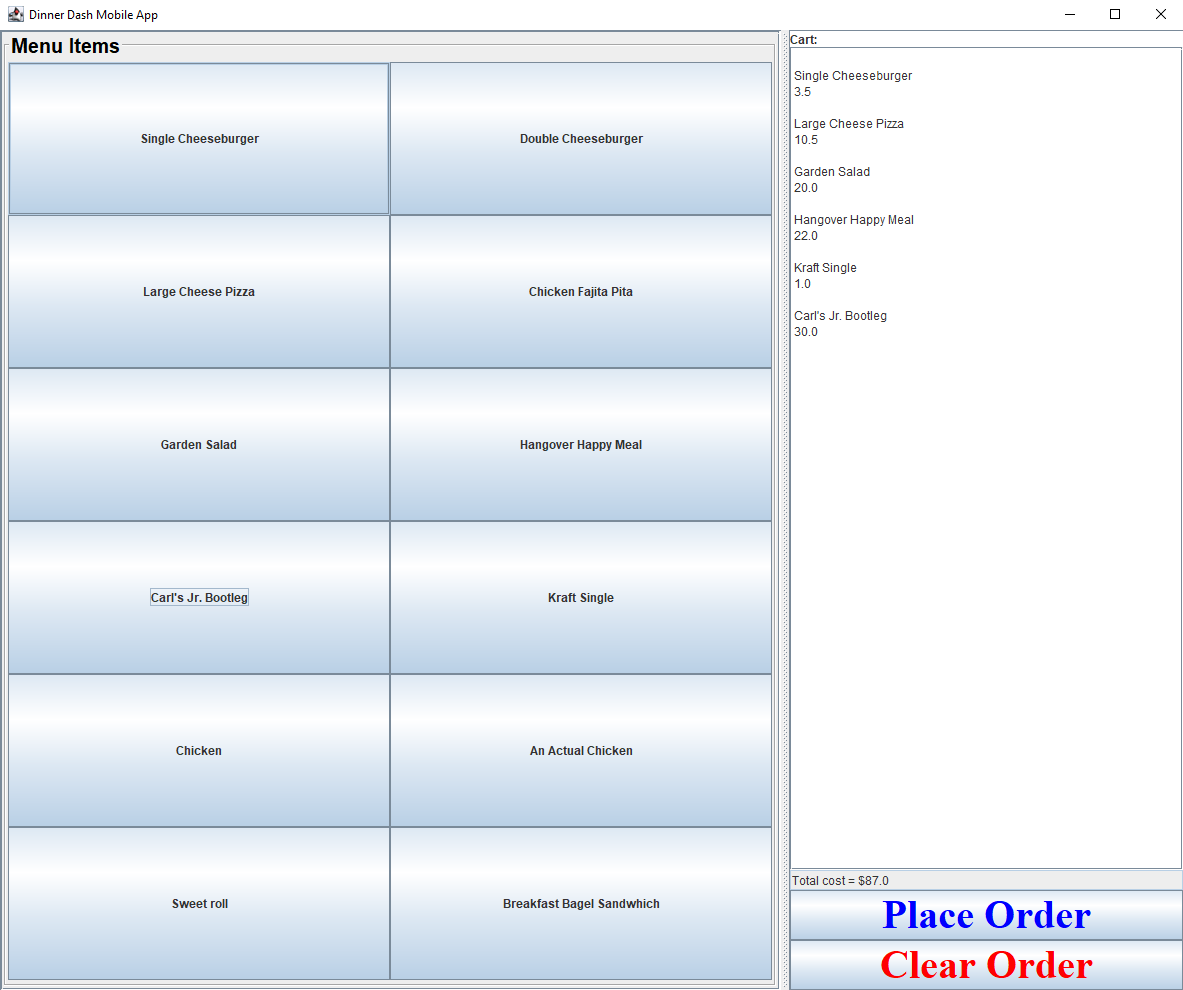 Dinner Dash Mobile App
Menu Items
Single Cheeseburger
Double Cheeseburger
Large Cheese Pizza
Chicken Fajita Pita
Garden Salad
Hangover Happy Meal
Carl's Jr. Bootleg
Kraft Single
Chicken
An Actual Chicken
Sweet roll
Breakfast Bagel Sandwhich
Cart:
Single Cheeseburger
3.5
Large Cheese Pizza
10.5
Garden Salad
20.0
Hangover Happy Meal
22.0
Kraft Single
1.0
Carl's Jr. Bootleg
30.0
Total cost = $87.0
Place Order
Clear Order